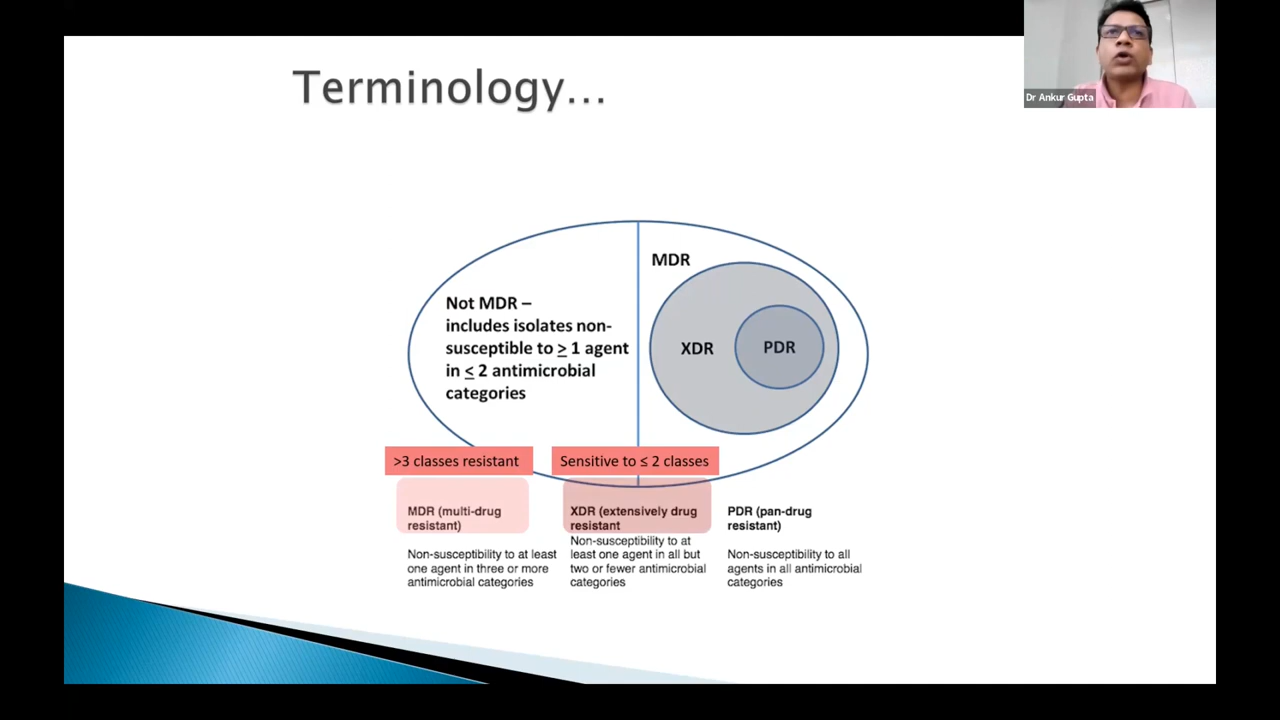 Terminology...
Dr Ankur Gupta
MDR
Not MDR –
includes isolates non-
susceptible to ≥ 1 agent
in ≤ 2 antimicrobial
categories
XDR
PDR
>3 classes resistant
Sensitive to ≤ 2 classes
MDR (multi-drug
resistant)
Non-susceptibility to at least
one agent in three or more
antimicrobial categories
XDR (extensively drug
resistant
Non-susceptibility to at
least one agent in all but
two or fewer antimicrobial
categories
PDR (pan-drug
resistant)
Non-susceptibility to all
agents in all antimicrobial
categories